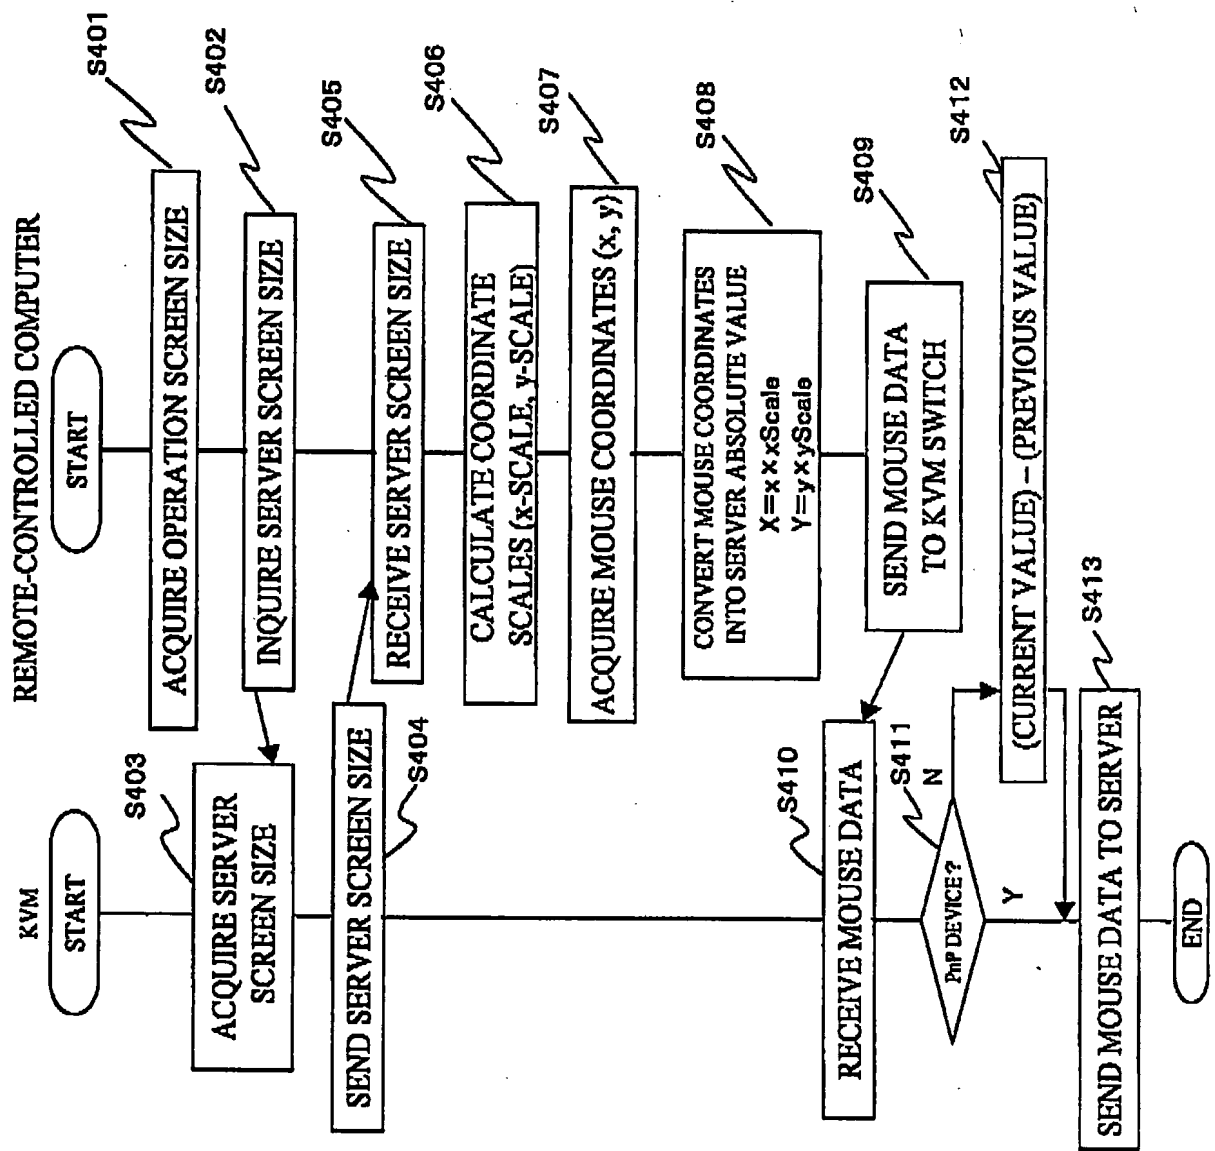 REMOTE-CONTROLLED COMPUTER
START
S401
ACQUIRE OPERATION SCREEN SIZE
S402
INQUIRE SERVER SCREEN SIZE
S405
RECEIVE SERVER SCREEN SIZE
S406
CALCULATE COORDINATE
SCALES (x-SCALE, y-SCALE)
S407
ACQUIRE MOUSE COORDINATES (x, y)
S408
CONVERT MOUSE COORDINATES
INTO SERVER ABSOLUTE VALUE
X=x×xScale
Y=y×yScale
S409
SEND MOUSE DATA
TO KVM SWITCH
KVM
START
S403
ACQUIRE SERVER
SCREEN SIZE
SEND SERVER SCREEN SIZE
S404
S410
RECEIVE MOUSE DATA
S411
PnP DEVICE?
N
Y
S412
(CURRENT VALUE) – (PREVIOUS VALUE)
S413
SEND MOUSE DATA TO SERVER
END